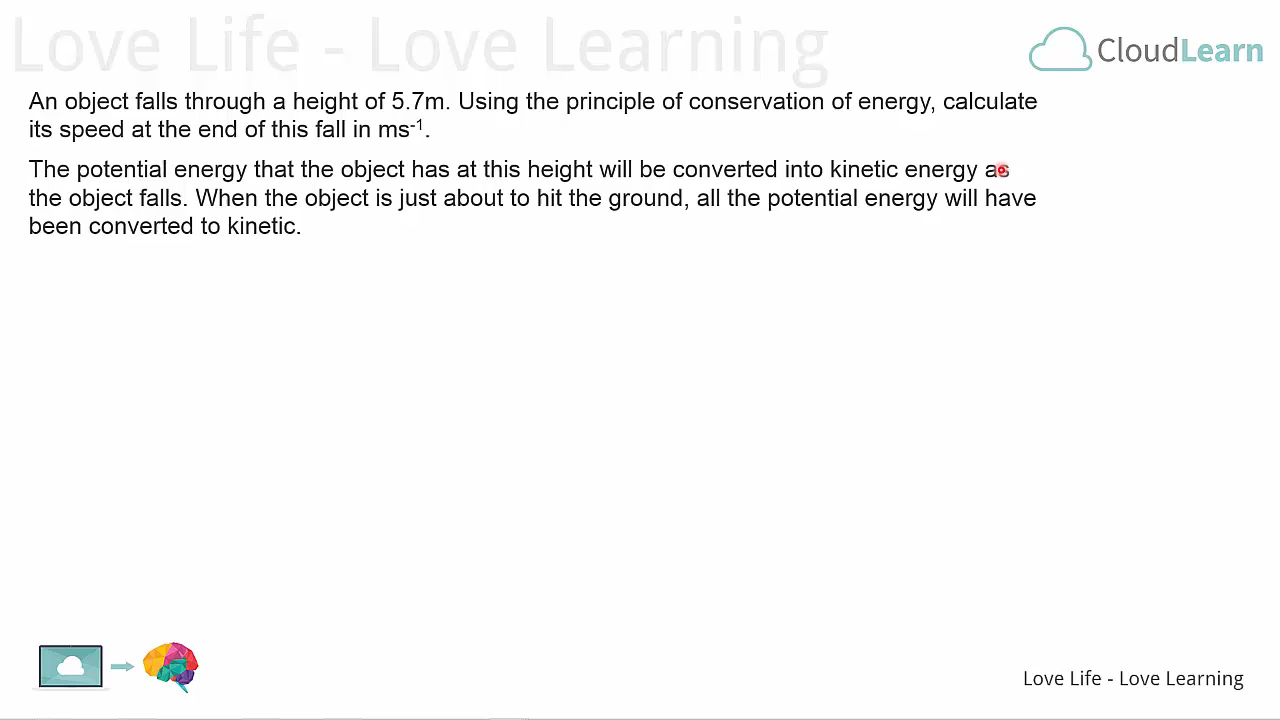 Love Life - Love Learning
CloudLearn
An object falls through a height of 5.7m. Using the principle of conservation of energy, calculate
its speed at the end of this fall in ms⁻¹.
The potential energy that the object has at this height will be converted into kinetic energy as
the object falls. When the object is just about to hit the ground, all the potential energy will have
been converted to kinetic.
Love Life - Love Learning